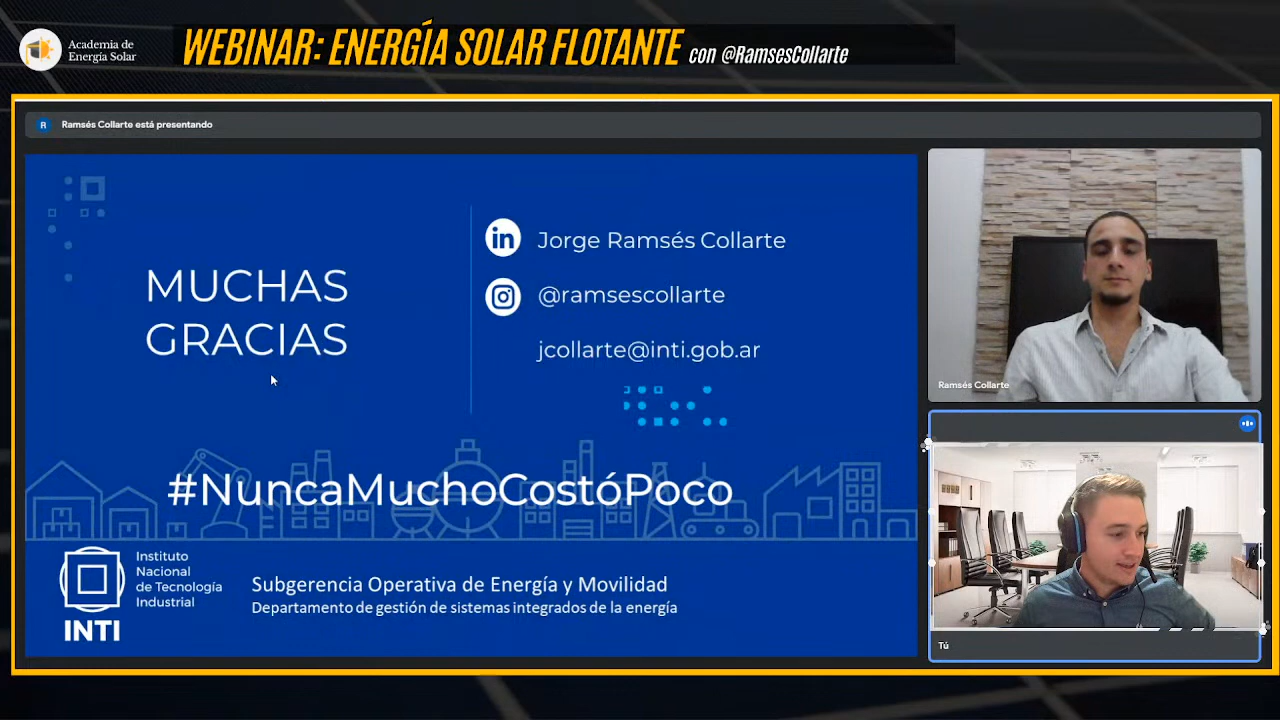 Academia de
Energía Solar
WEBINAR: ENERGÍA SOLAR FLOTANTE con @RamsesCollarte
R
Ramsés Collarte está presentando
MUCHAS
GRACIAS
in
Jorge Ramsés Collarte
@ramsescollarte
jcollarte@inti.gob.ar
#NuncaMuchoCostóPoco
Instituto
Nacional
de Tecnología
Industrial
INTI
Subgerencia Operativa de Energía y Movilidad
Departamento de gestión de sistemas integrados de la energía
Ramsés Collarte
Tú